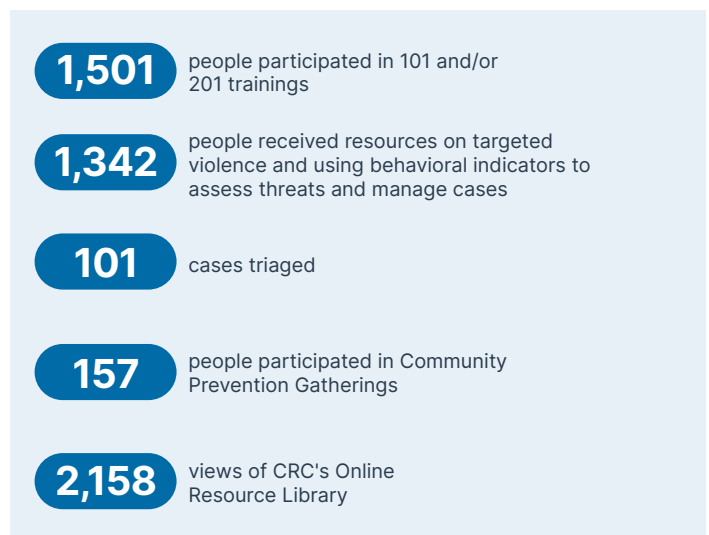 1,501
people participated in 101 and/or
201 trainings
1,342
people received resources on targeted
violence and using behavioral indicators to
assess threats and manage cases
101
cases triaged
157
people participated in Community
Prevention Gatherings
2,158
views of CRC's Online
Resource Library